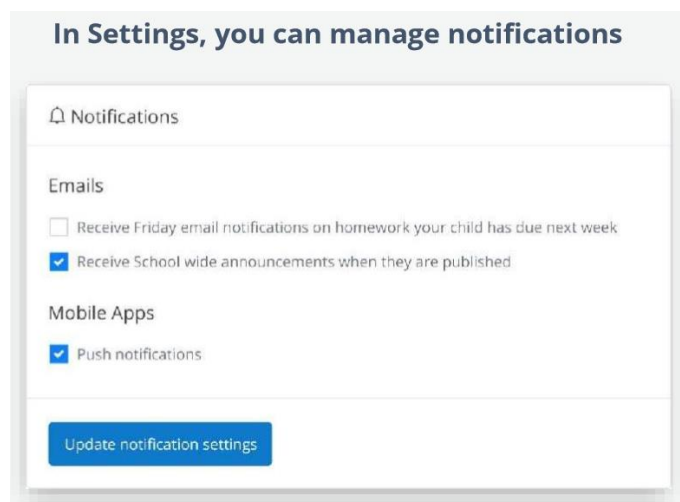 In Settings, you can manage notifications
Notifications
Emails
Receive Friday email notifications on homework your child has due next week
Receive School wide announcements when they are published
Mobile Apps
Push notifications
Update notification settings